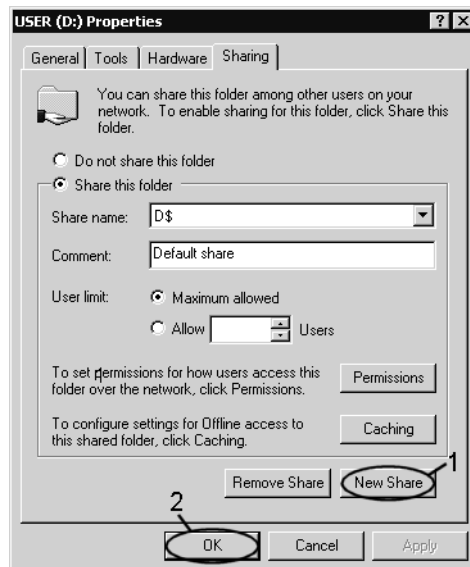 USER (D:) Properties
General Tools Hardware Sharing
You can share this folder among other users on your
network. To enable sharing for this folder, click Share this
folder.
Do not share this folder
Share this folder
Share name: D$
Comment: Default share
User limit: Maximum allowed
Allow Users
To set permissions for how users access this
folder over the network, click Permissions.
Permissions
To configure settings for Offline access to
this shared folder, click Caching.
Caching
1
Remove Share New Share
2
OK Cancel Apply